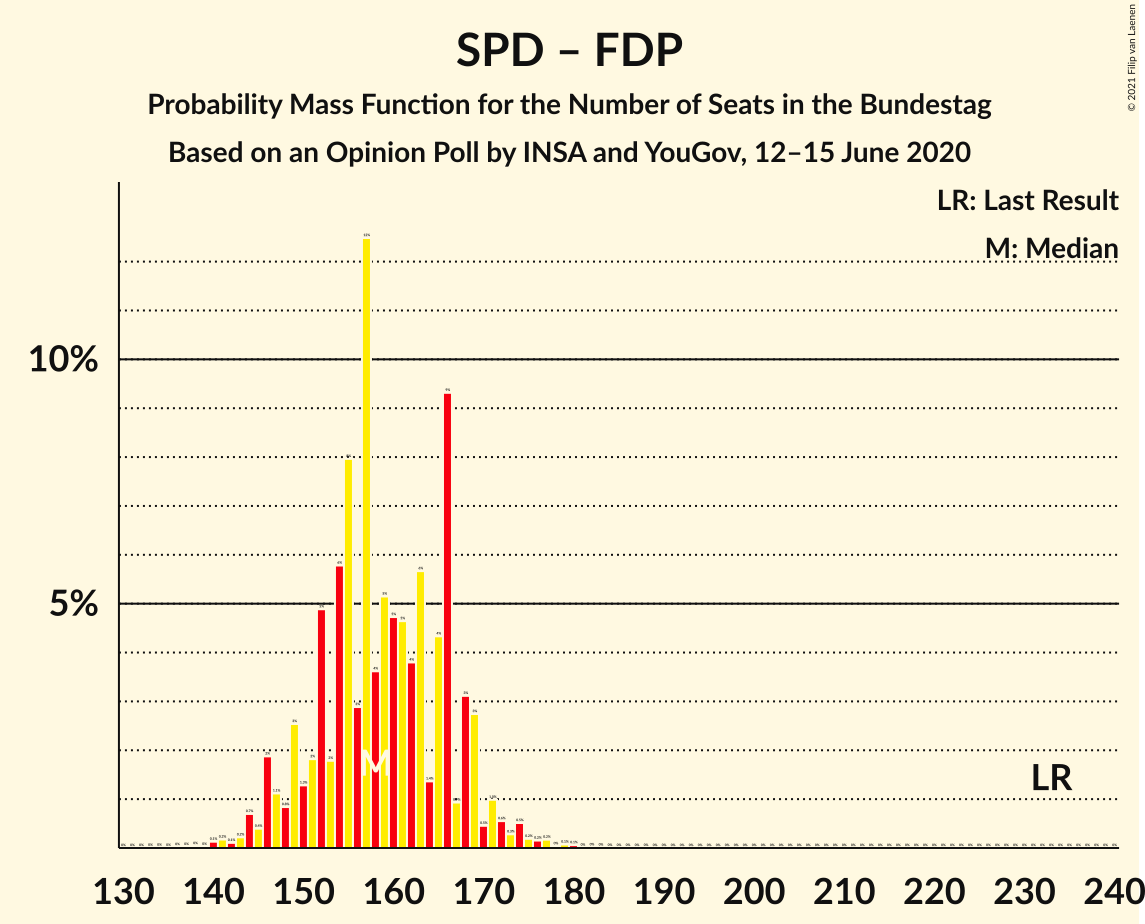 SPD – FDP
Probability Mass Function for the Number of Seats in the Bundestag
Based on an Opinion Poll by INSA and YouGov, 12–15 June 2020
© 2021 Filip van Laenen
LR: Last Result
M: Median
10%
5%
M
LR
130 140 150 160 170 180 190 200 210 220 230 240